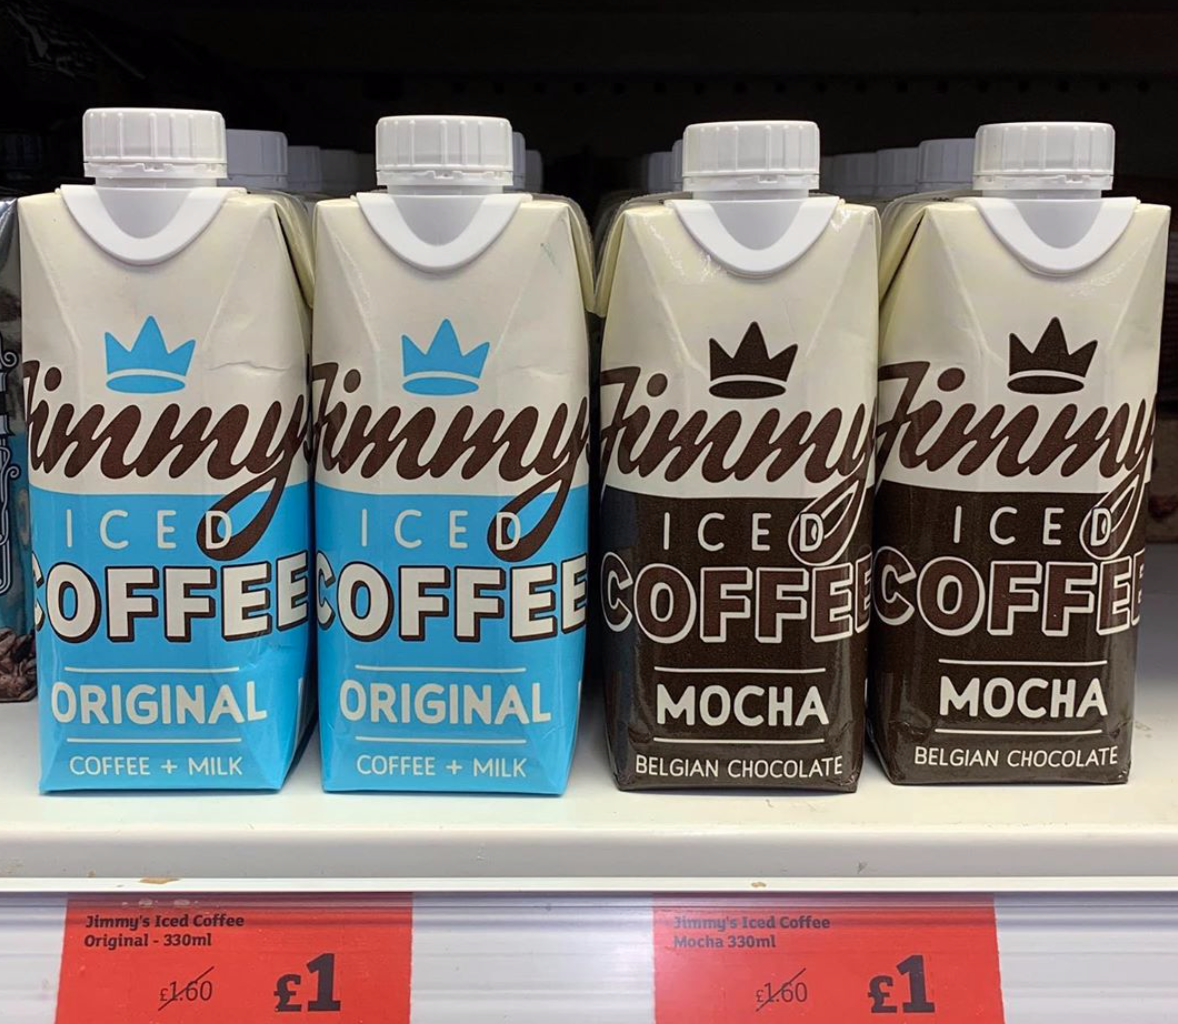 Jimmy's
ICED
COFFEE
ORIGINAL
COFFEE + MILK
Jimmy's
ICED
COFFEE
ORIGINAL
COFFEE + MILK
Jimmy
ICED
COFFEE
MOCHA
BELGIAN CHOCOLATE
Jimmy
ICED
COFFEE
MOCHA
BELGIAN CHOCOLATE
Jimmy's Iced Coffee
Original - 330ml
£1.60 £1
Jimmy's Iced Coffee
Mocha 330ml
£1.60 £1